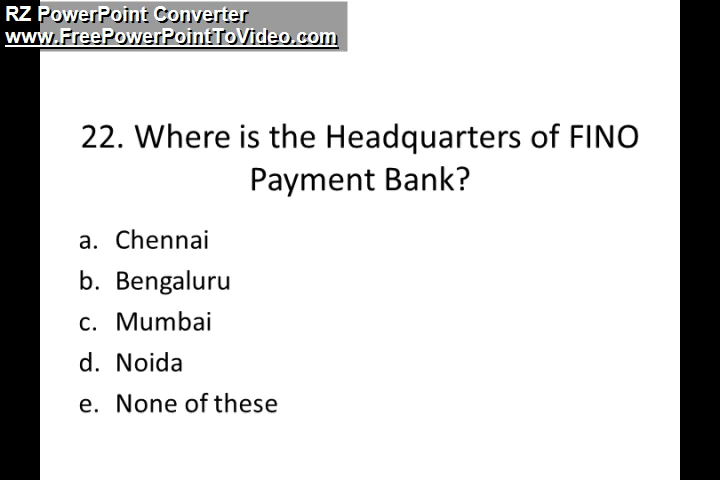 RZ PowerPoint Converter
www.FreePowerPointToVideo.com
22. Where is the Headquarters of FINO
Payment Bank?
a. Chennai
b. Bengaluru
c. Mumbai
d. Noida
e. None of these